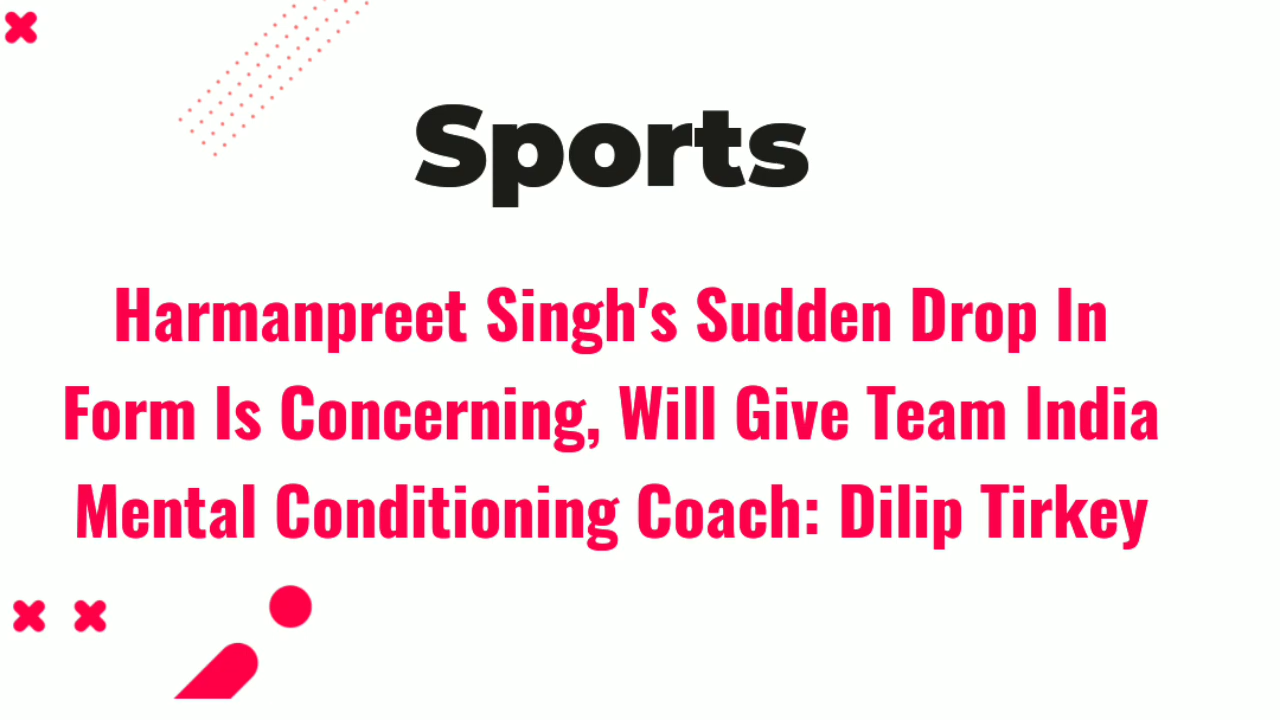 Sports
Harmanpreet Singh's Sudden Drop In
Form Is Concerning, Will Give Team India
Mental Conditioning Coach: Dilip Tirkey